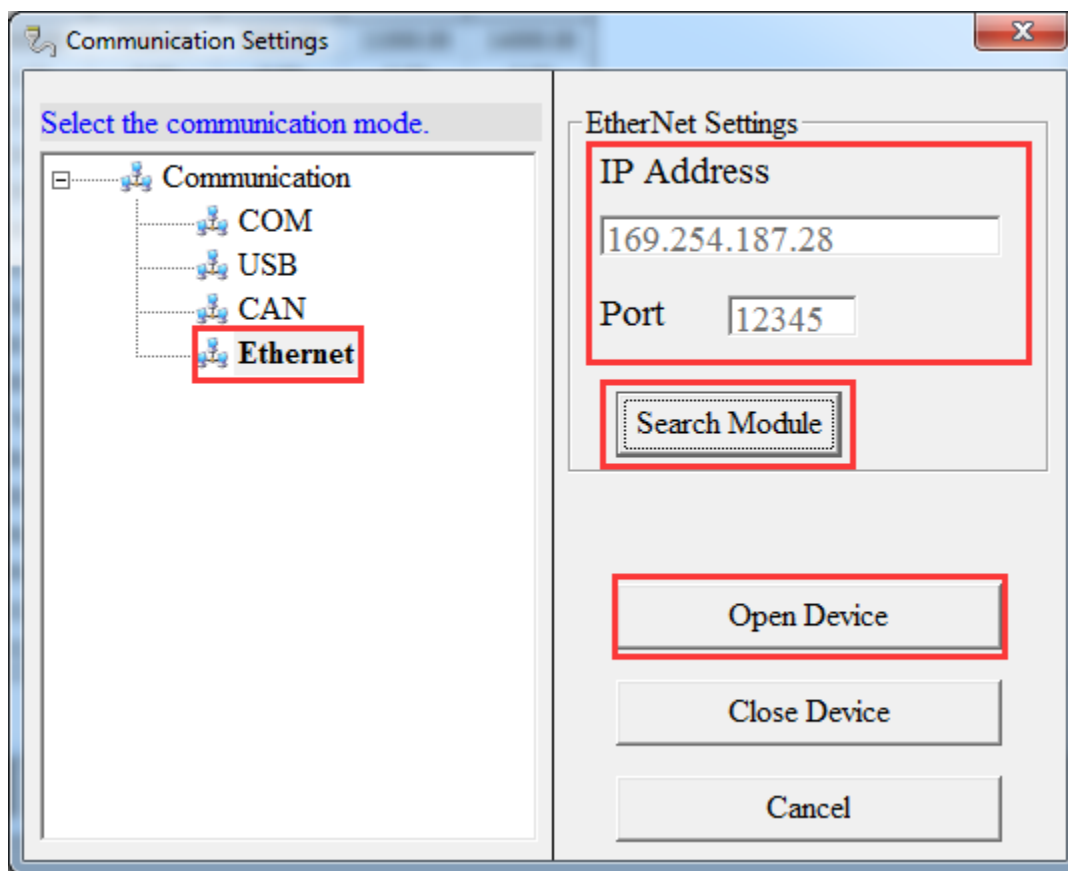 Communication Settings
Select the communication mode.
Communication
COM
USB
CAN
Ethernet
EtherNet Settings
IP Address
169.254.187.28
Port 12345
Search Module
Open Device
Close Device
Cancel